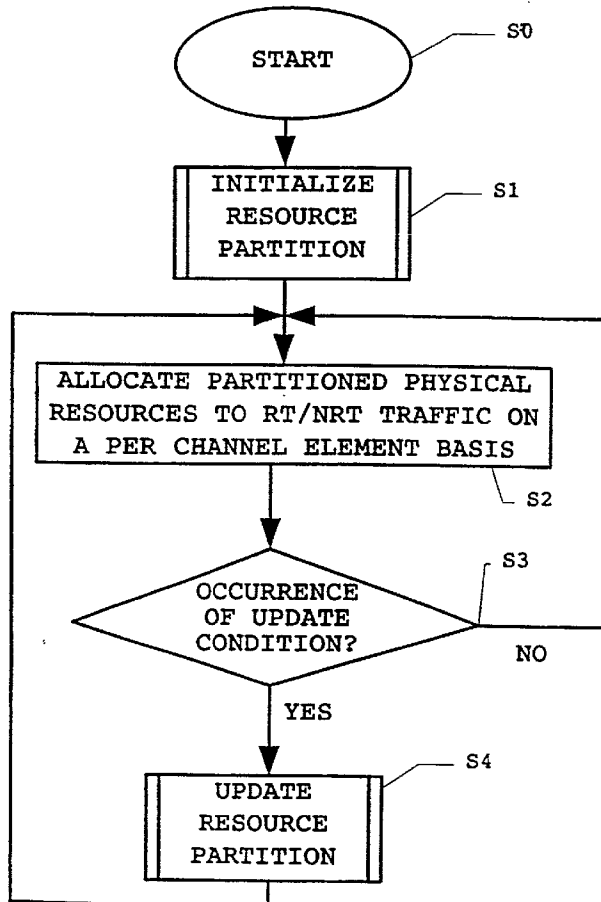 START
S0
INITIALIZE
RESOURCE
PARTITION
S1
ALLOCATE PARTITIONED PHYSICAL
RESOURCES TO RT/NRT TRAFFIC ON
A PER CHANNEL ELEMENT BASIS
S2
OCCURRENCE
OF UPDATE
CONDITION?
S3
NO
YES
UPDATE
RESOURCE
PARTITION
S4